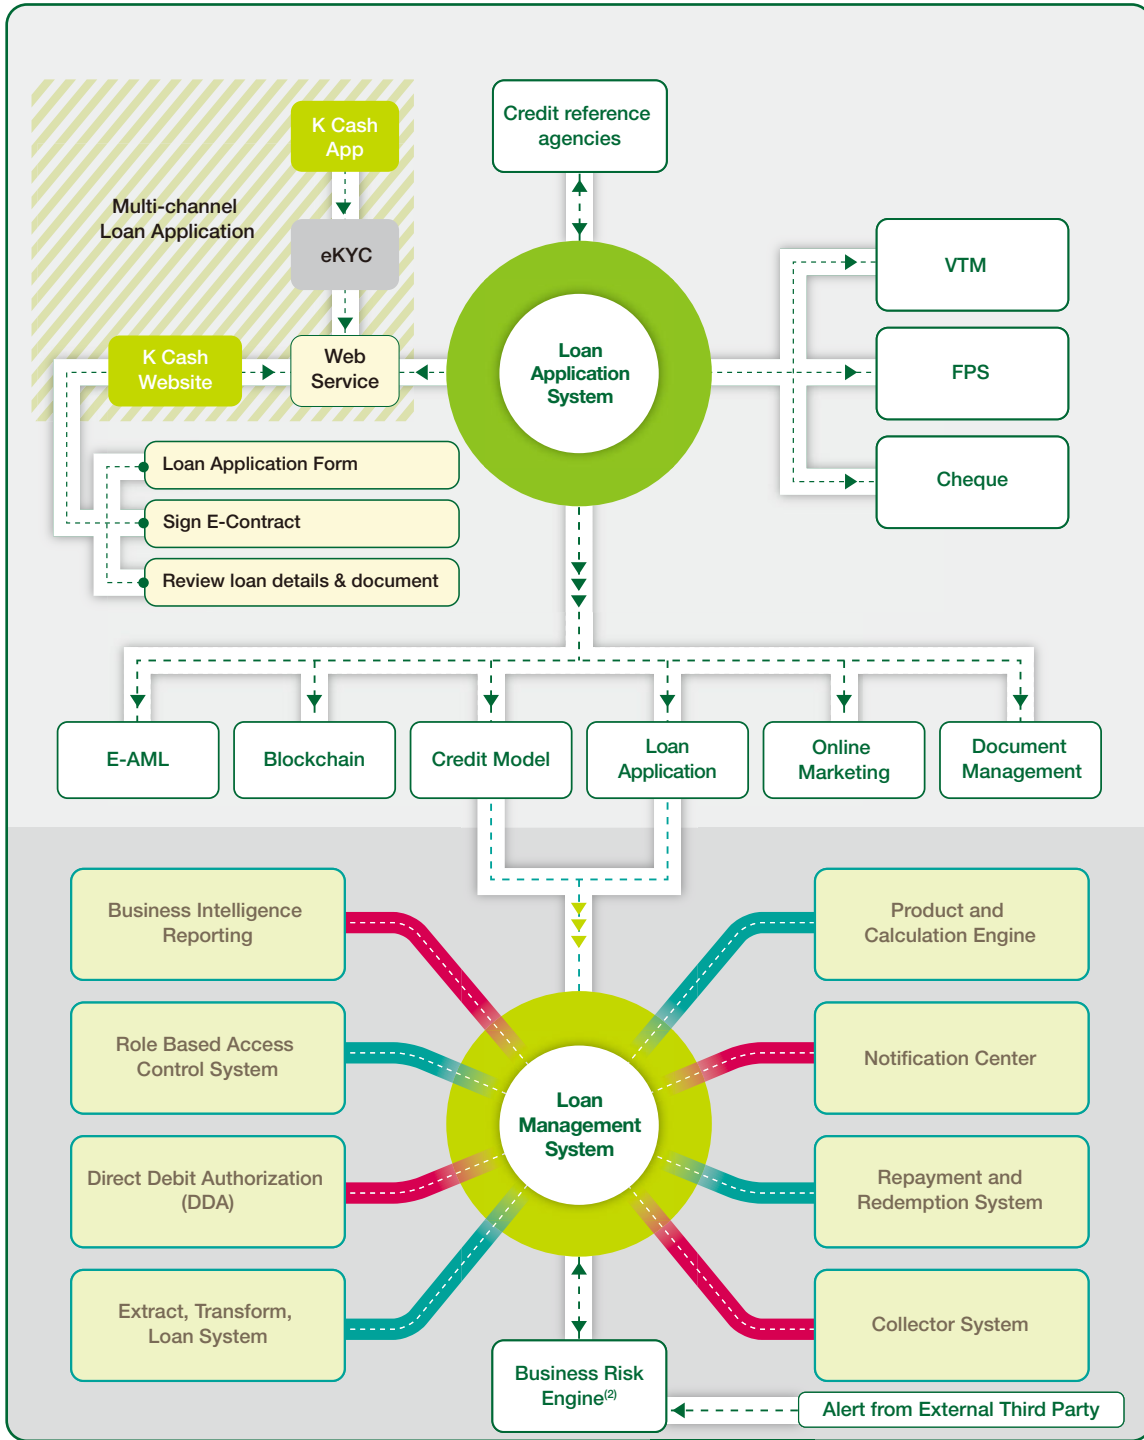 K Cash
App
Credit reference
agencies
Multi-channel
Loan Application
eKYC
VTM
K Cash
Website
Web
Service
Loan
Application
System
FPS
Loan Application Form
Cheque
Sign E-Contract
Review loan details & document
E-AML
Blockchain
Credit Model
Loan
Application
Online
Marketing
Document
Management
Business Intelligence
Reporting
Product and
Calculation Engine
Role Based Access
Control System
Notification Center
Loan
Management
System
Direct Debit Authorization
(DDA)
Repayment and
Redemption System
Extract, Transform,
Loan System
Collector System
Business Risk
Engine(2)
Alert from External Third Party